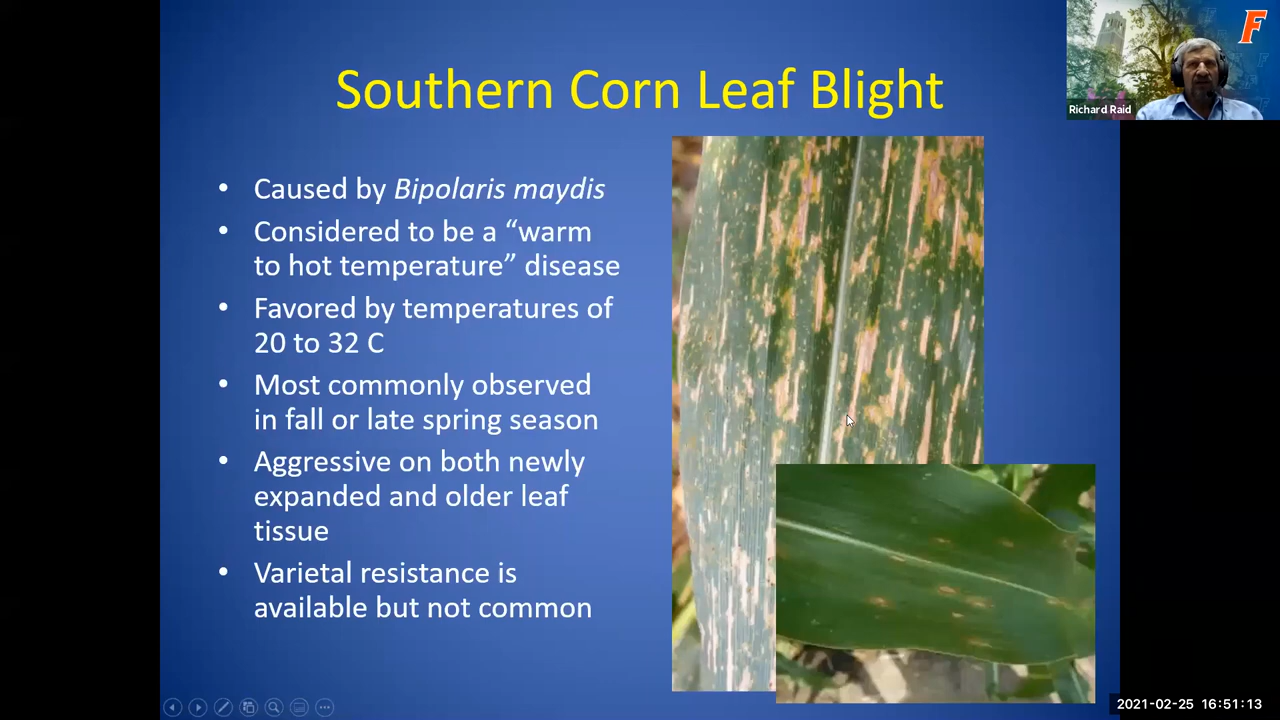 Southern Corn Leaf Blight
F
Richard Raid
• Caused by Bipolaris maydis
• Considered to be a “warm
to hot temperature” disease
• Favored by temperatures of
20 to 32 C
• Most commonly observed
in fall or late spring season
• Aggressive on both newly
expanded and older leaf
tissue
• Varietal resistance is
available but not common
2021-02-25 16:51:13